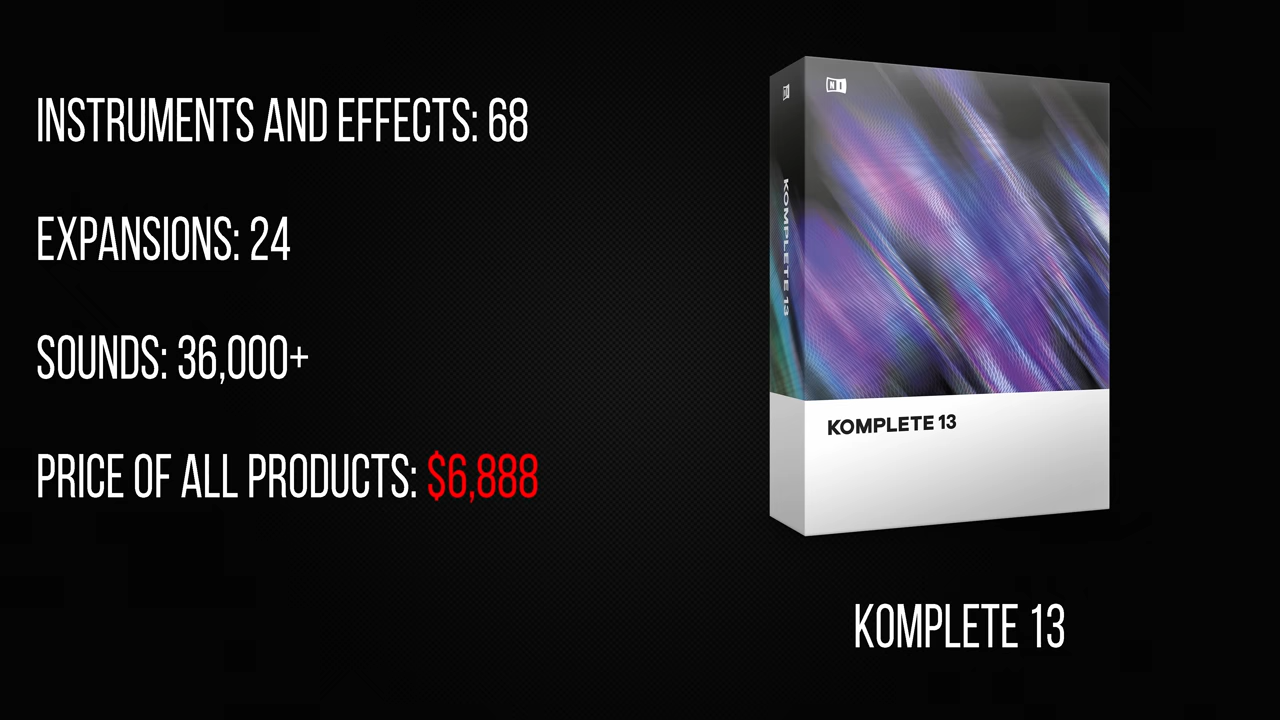 INSTRUMENTS AND EFFECTS: 68
EXPANSIONS: 24
SOUNDS: 36,000+
PRICE OF ALL PRODUCTS: $6,888
NI
KOMPLETE 13
KOMPLETE 13
KOMPLETE 13